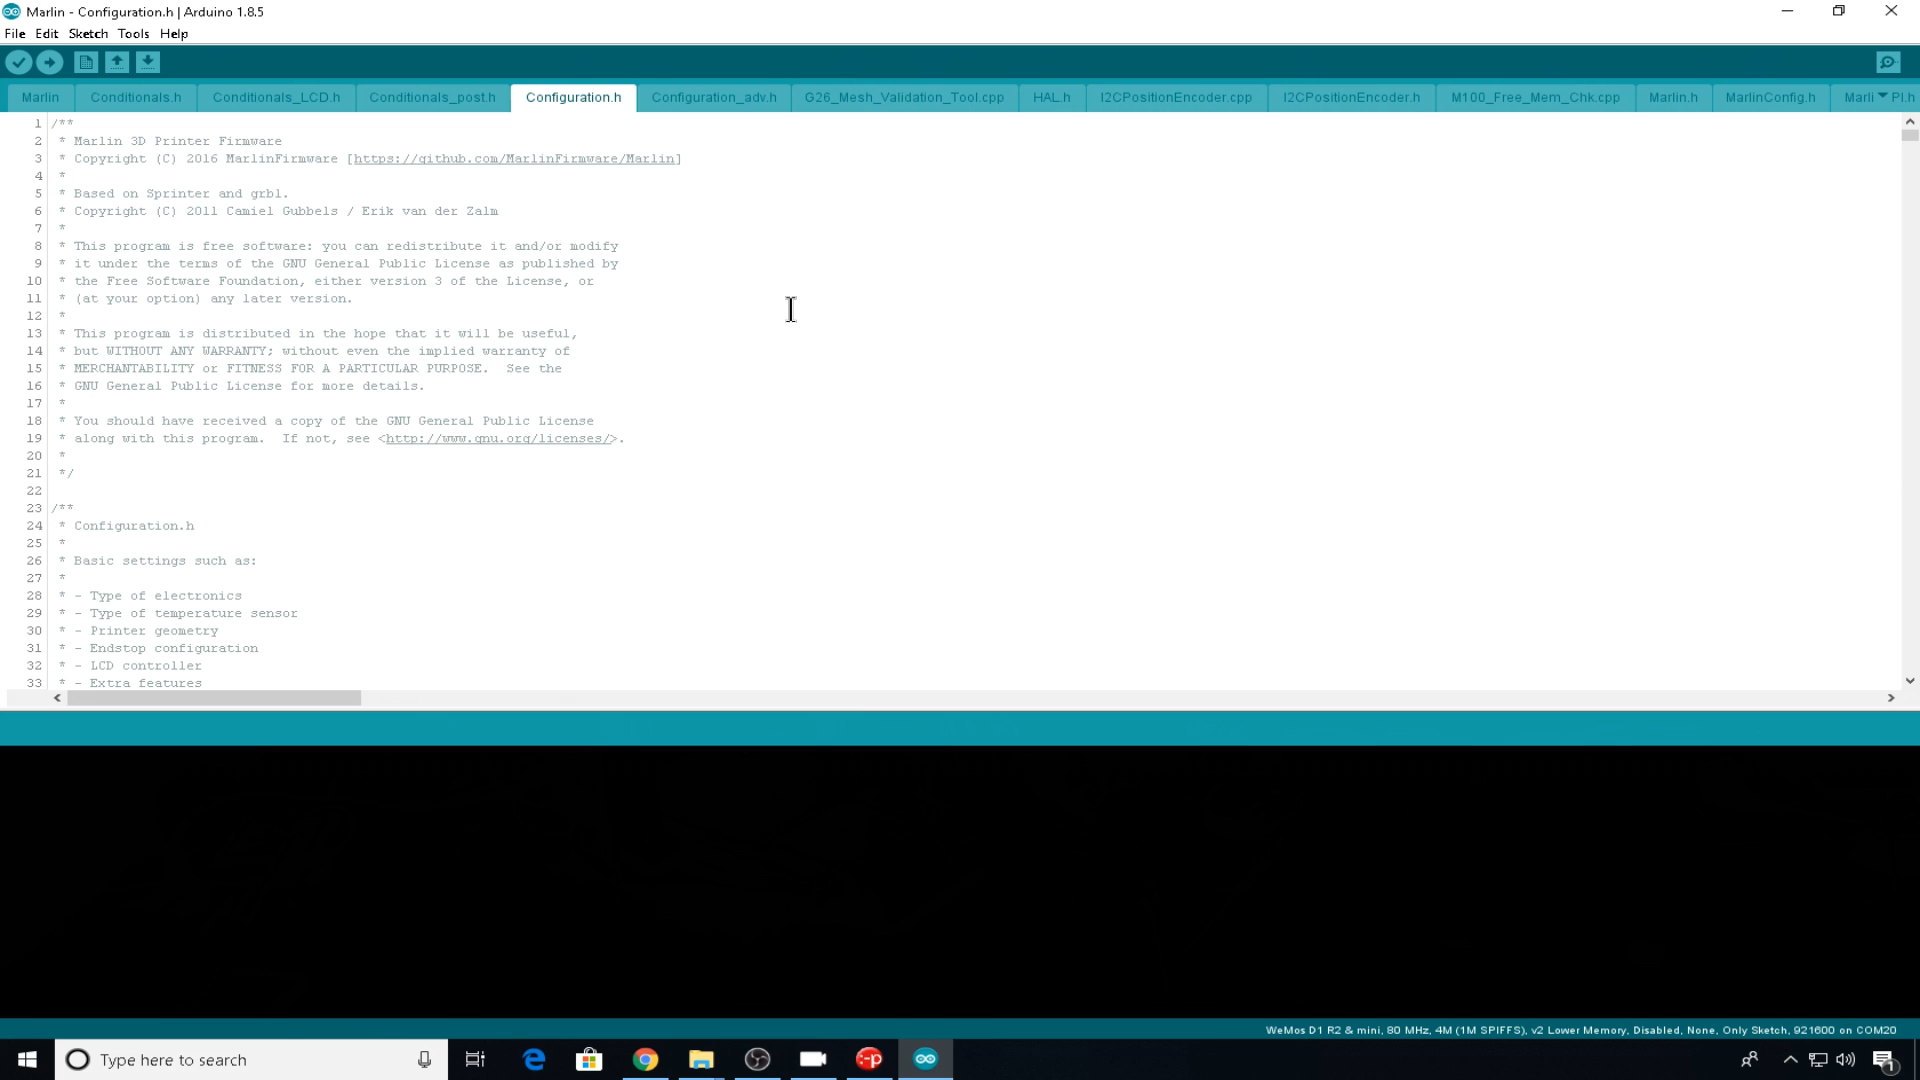 Marlin - Configuration.h | Arduino 1.8.5
File Edit Sketch Tools Help
Marlin Conditionals.h Conditionals_LCD.h Conditionals_post.h Configuration.h Configuration_adv.h G26_Mesh_Validation_Tool.cpp HAL.h I2CPositionEncoder.cpp I2CPositionEncoder.h M100_Free_Mem_Chk.cpp Marlin.h MarlinConfig.h Marli Pl.h
1 /**
2 * Marlin 3D Printer Firmware
3 * Copyright (C) 2016 MarlinFirmware [https://github.com/MarlinFirmware/Marlin]
4 *
5 * Based on Sprinter and grbl.
6 * Copyright (C) 2011 Camiel Gubbels / Erik van der Zalm
7 *
8 * This program is free software: you can redistribute it and/or modify
9 * it under the terms of the GNU General Public License as published by
10 * the Free Software Foundation, either version 3 of the License, or
11 * (at your option) any later version.
12 *
13 * This program is distributed in the hope that it will be useful,
14 * but WITHOUT ANY WARRANTY; without even the implied warranty of
15 * MERCHANTABILITY or FITNESS FOR A PARTICULAR PURPOSE.  See the
16 * GNU General Public License for more details.
17 *
18 * You should have received a copy of the GNU General Public License
19 * along with this program.  If not, see <http://www.gnu.org/licenses/>.
20 *
21 */
22
23 /**
24 * Configuration.h
25 *
26 * Basic settings such as:
27 *
28 * - Type of electronics
29 * - Type of temperature sensor
30 * - Printer geometry
31 * - Endstop configuration
32 * - LCD controller
33 * - Extra features
WeMos D1 R2 & mini, 80 MHz, 4M (1M SPIFFS), v2 Lower Memory, Disabled, None, Only Sketch, 921600 on COM20
Type here to search
1